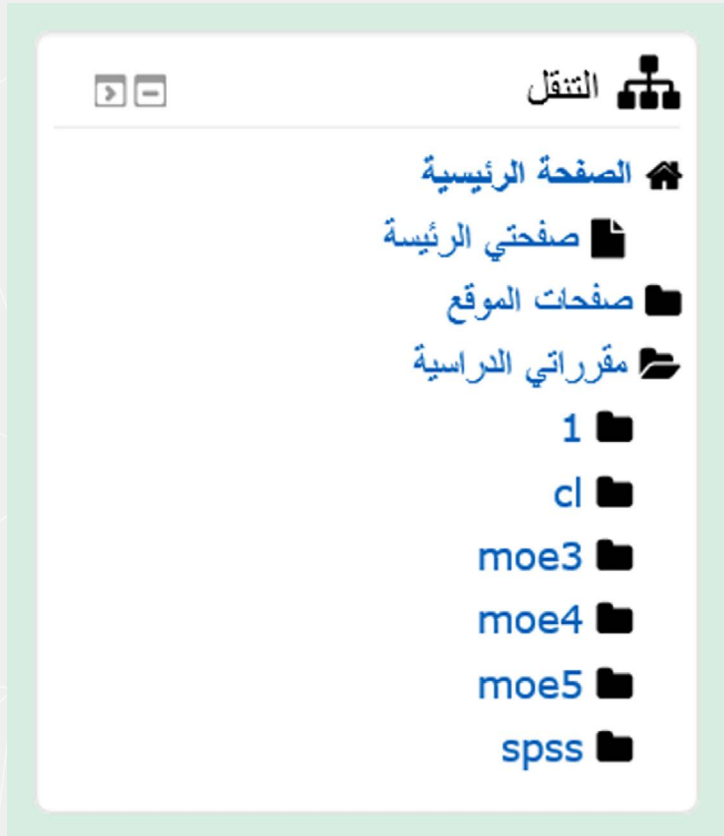 التنقل
الصفحة الرئيسية
صفحتي الرئيسة
صفحات الموقع
مقرراتي الدراسية
1
cl
moe3
moe4
moe5
spss